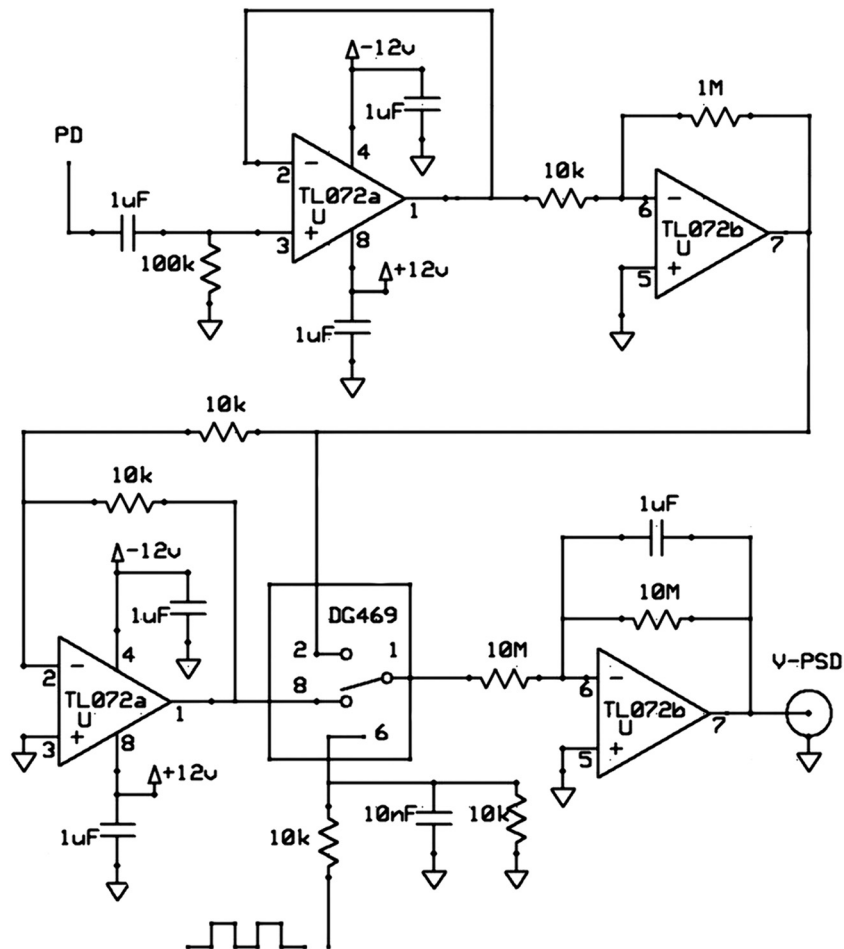 -12v
1uF
1M
PD
4
2
-
TL072a
U
1
10k
6
-
TL072b
U
7
1uF
3
+
8
100k
+12v
5
+
1uF
10k
10k
1uF
-12v
10M
1uF
DG469
4
2
1
10M
V-PSD
2
-
8
6
-
TL072a
U
1
TL072b
U
7
3
+
8
6
5
+
+12v
1uF
10k
10nF
10k